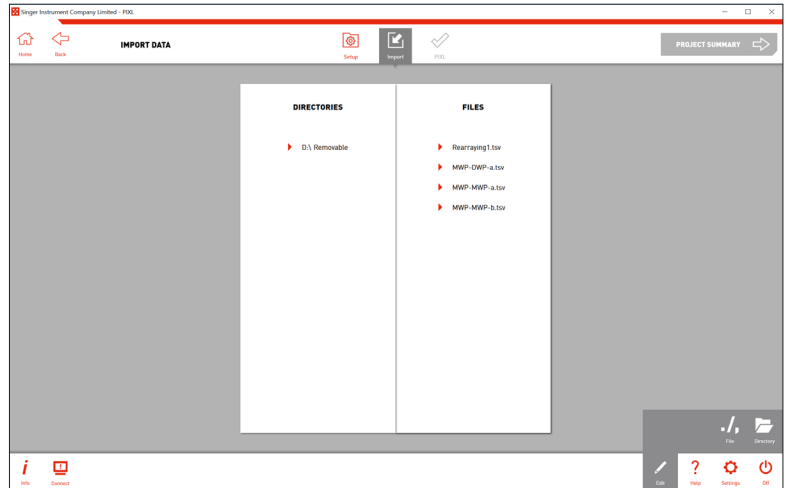 Singer Instrument Company Limited - PIXL
Home
Back
IMPORT DATA
Setup
Import
PIXL
PROJECT SUMMARY
DIRECTORIES
D:\ Removable
FILES
Rearraying1.tsv
MWP-DWP-a.tsv
MWP-MWP-a.tsv
MWP-MWP-b.tsv
./,
File
Directory
Info
Connect
Edit
Help
Settings
Off